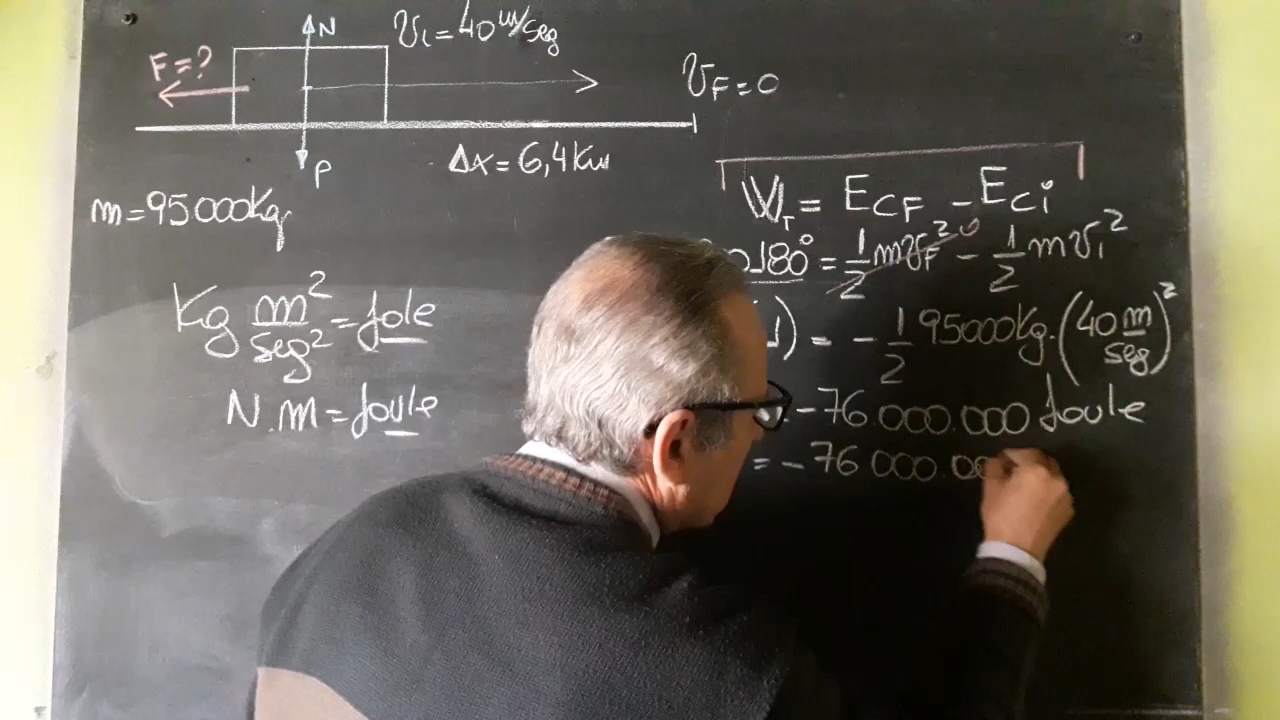 N
v_i = 40 m/seg
F = ?
v_F = 0
P
Δx = 6,4 Km
m = 95000 Kg
W_T = E_CF - E_Ci
180° = 1/2 m v_F² 0 - 1/2 m v_i²
Kg m²/seg² = Jole
) = - 1/2 95000 Kg . (40 m/seg)²
N.m = Joule
-76.000.000 Joule
= -76 000.00